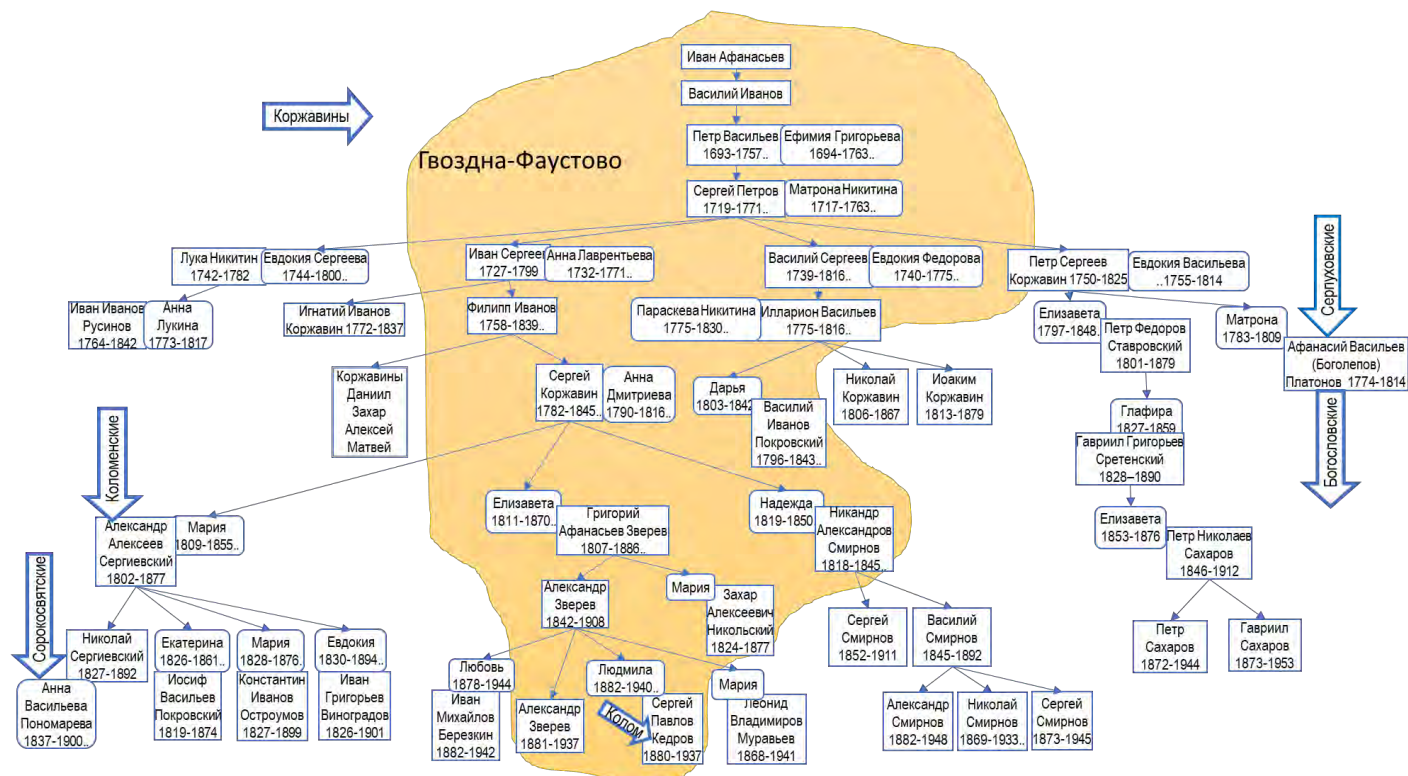 Иван Афанасьев
Василий Иванов
Коржавины
Петр Васильев
1693-1757..
Ефимия Григорьева
1694-1763..
Гвоздна-Фаустово
Сергей Петров
1719-1771..
Матрона Никитина
1717-1763..
Лука Никитин
1742-1782
Евдокия Сергеева
1744-1800..
Иван Сергеев
1727-1799
Анна Лаврентьева
1732-1771..
Василий Сергеев
1739-1816..
Евдокия Федорова
1740-1775..
Петр Сергеев
Коржавин 1750-1825
Евдокия Васильева
..1755-1814
Серпуховские
Иван Иванов
Русинов
1764-1842
Анна
Лукина
1773-1817
Игнатий Иванов
Коржавин 1772-1837
Филипп Иванов
1758-1839..
Параскева Никитина
1775-1830..
Илларион Васильев
1775-1816..
Елизавета
1797-1848..
Петр Федоров
Ставровский
1801-1879
Матрона
1783-1809
Афанасий Васильев
(Боголепов)
Платонов 1774-1814
Коржавины
Даниил
Захар
Алексей
Матвей
Сергей
Коржавин
1782-1845..
Анна
Дмитриева
1790-1816..
Дарья
1803-1842
Василий
Иванов
Покровский
1796-1843..
Николай
Коржавин
1806-1867
Иоаким
Коржавин
1813-1879
Глафира
1827-1859
Гавриил Григорьев
Сретенский
1828–1890
Богословские
Коломенские
Александр
Алексеев
Сергиевский
1802-1877
Мария
1809-1855..
Елизавета
1811-1870..
Григорий
Афанасьев Зверев
1807-1886..
Надежда
1819-1850
Никандр
Александров
Смирнов
1818-1845..
Елизавета
1853-1876
Петр Николаев
Сахаров
1846-1912
Сорокосвятские
Александр
Зверев
1842-1908
Мария
Захар
Алексеевич
Никольский
1824-1877
Сергей
Смирнов
1852-1911
Василий
Смирнов
1845-1892
Петр
Сахаров
1872-1944
Гавриил
Сахаров
1873-1953
Николай
Сергиевский
1827-1892
Анна
Васильева
Пономарева
1837-1900..
Екатерина
1826-1861..
Иосиф
Васильев
Покровский
1819-1874
Мария
1828-1876..
Константин
Иванов
Остроумов
1827-1899
Евдокия
1830-1894..
Иван
Григорьев
Виноградов
1826-1901
Любовь
1878-1944
Иван
Михайлов
Березкин
1882-1942
Александр
Зверев
1881-1937
Людмила
1882-1940..
Колом
Сергей
Павлов
Кедров
1880-1937
Мария
Леонид
Владимиров
Муравьев
1868-1941
Александр
Смирнов
1882-1948
Николай
Смирнов
1869-1933..
Сергей
Смирнов
1873-1945